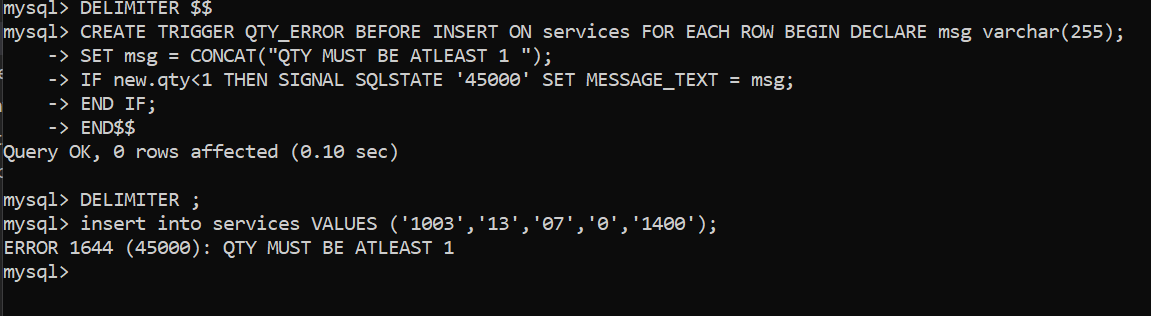 mysql> DELIMITER $$
mysql> CREATE TRIGGER QTY_ERROR BEFORE INSERT ON services FOR EACH ROW BEGIN DECLARE msg varchar(255);
    -> SET msg = CONCAT("QTY MUST BE ATLEAST 1 ");
    -> IF new.qty<1 THEN SIGNAL SQLSTATE '45000' SET MESSAGE_TEXT = msg;
    -> END IF;
    -> END$$
Query OK, 0 rows affected (0.10 sec)
mysql> DELIMITER ;
mysql> insert into services VALUES ('1003','13','07','0','1400');
ERROR 1644 (45000): QTY MUST BE ATLEAST 1
mysql>